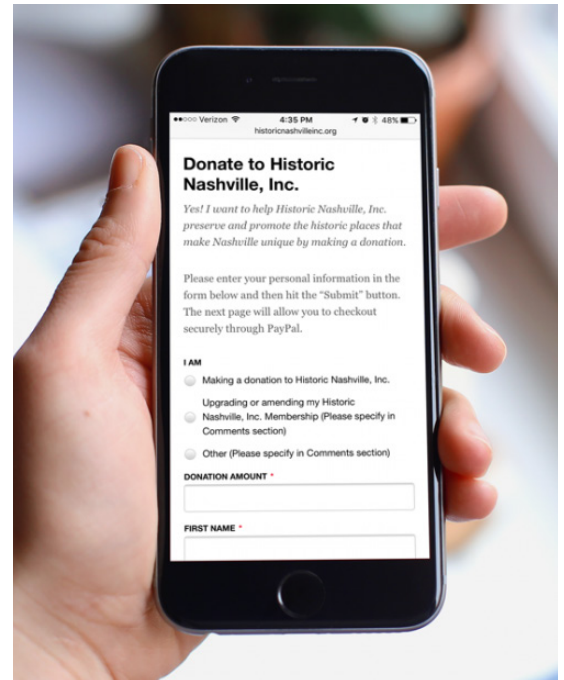 ●●○○○ Verizon 4:35 PM 48%
historicnashvilleinc.org
Donate to Historic
Nashville, Inc.
Yes! I want to help Historic Nashville, Inc.
preserve and promote the historic places that
make Nashville unique by making a donation.
Please enter your personal information in the
form below and then hit the “Submit” button.
The next page will allow you to checkout
securely through PayPal.
I AM
Making a donation to Historic Nashville, Inc.
Upgrading or amending my Historic
Nashville, Inc. Membership (Please specify in
Comments section)
Other (Please specify in Comments section)
DONATION AMOUNT *
FIRST NAME *